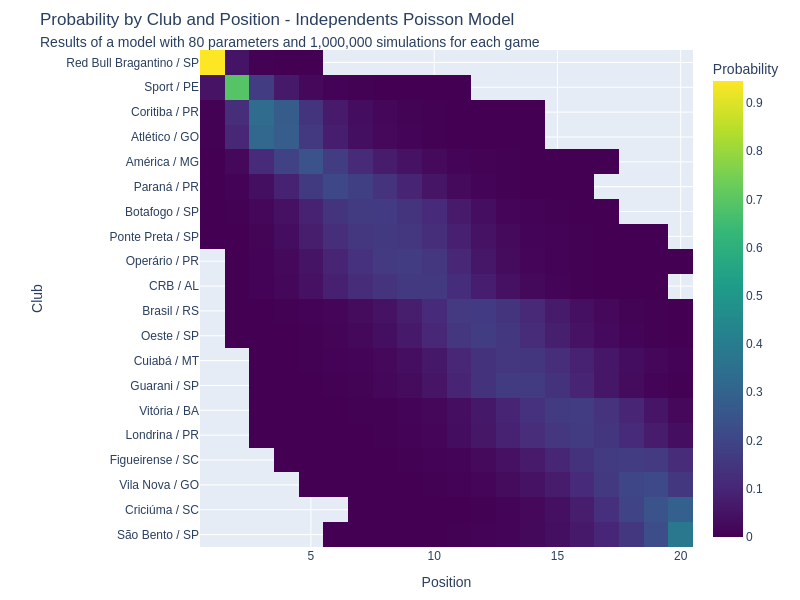 Probability by Club and Position - Independents Poisson Model
Results of a model with 80 parameters and 1,000,000 simulations for each game
Probability
Red Bull Bragantino / SP
Sport / PE
Coritiba / PR
Atlético / GO
América / MG
Paraná / PR
Botafogo / SP
Ponte Preta / SP
Operário / PR
CRB / AL
Brasil / RS
Oeste / SP
Cuiabá / MT
Guarani / SP
Vitória / BA
Londrina / PR
Figueirense / SC
Vila Nova / GO
Criciúma / SC
São Bento / SP
Club
5
10
15
20
Position
0.9
0.8
0.7
0.6
0.5
0.4
0.3
0.2
0.1
0